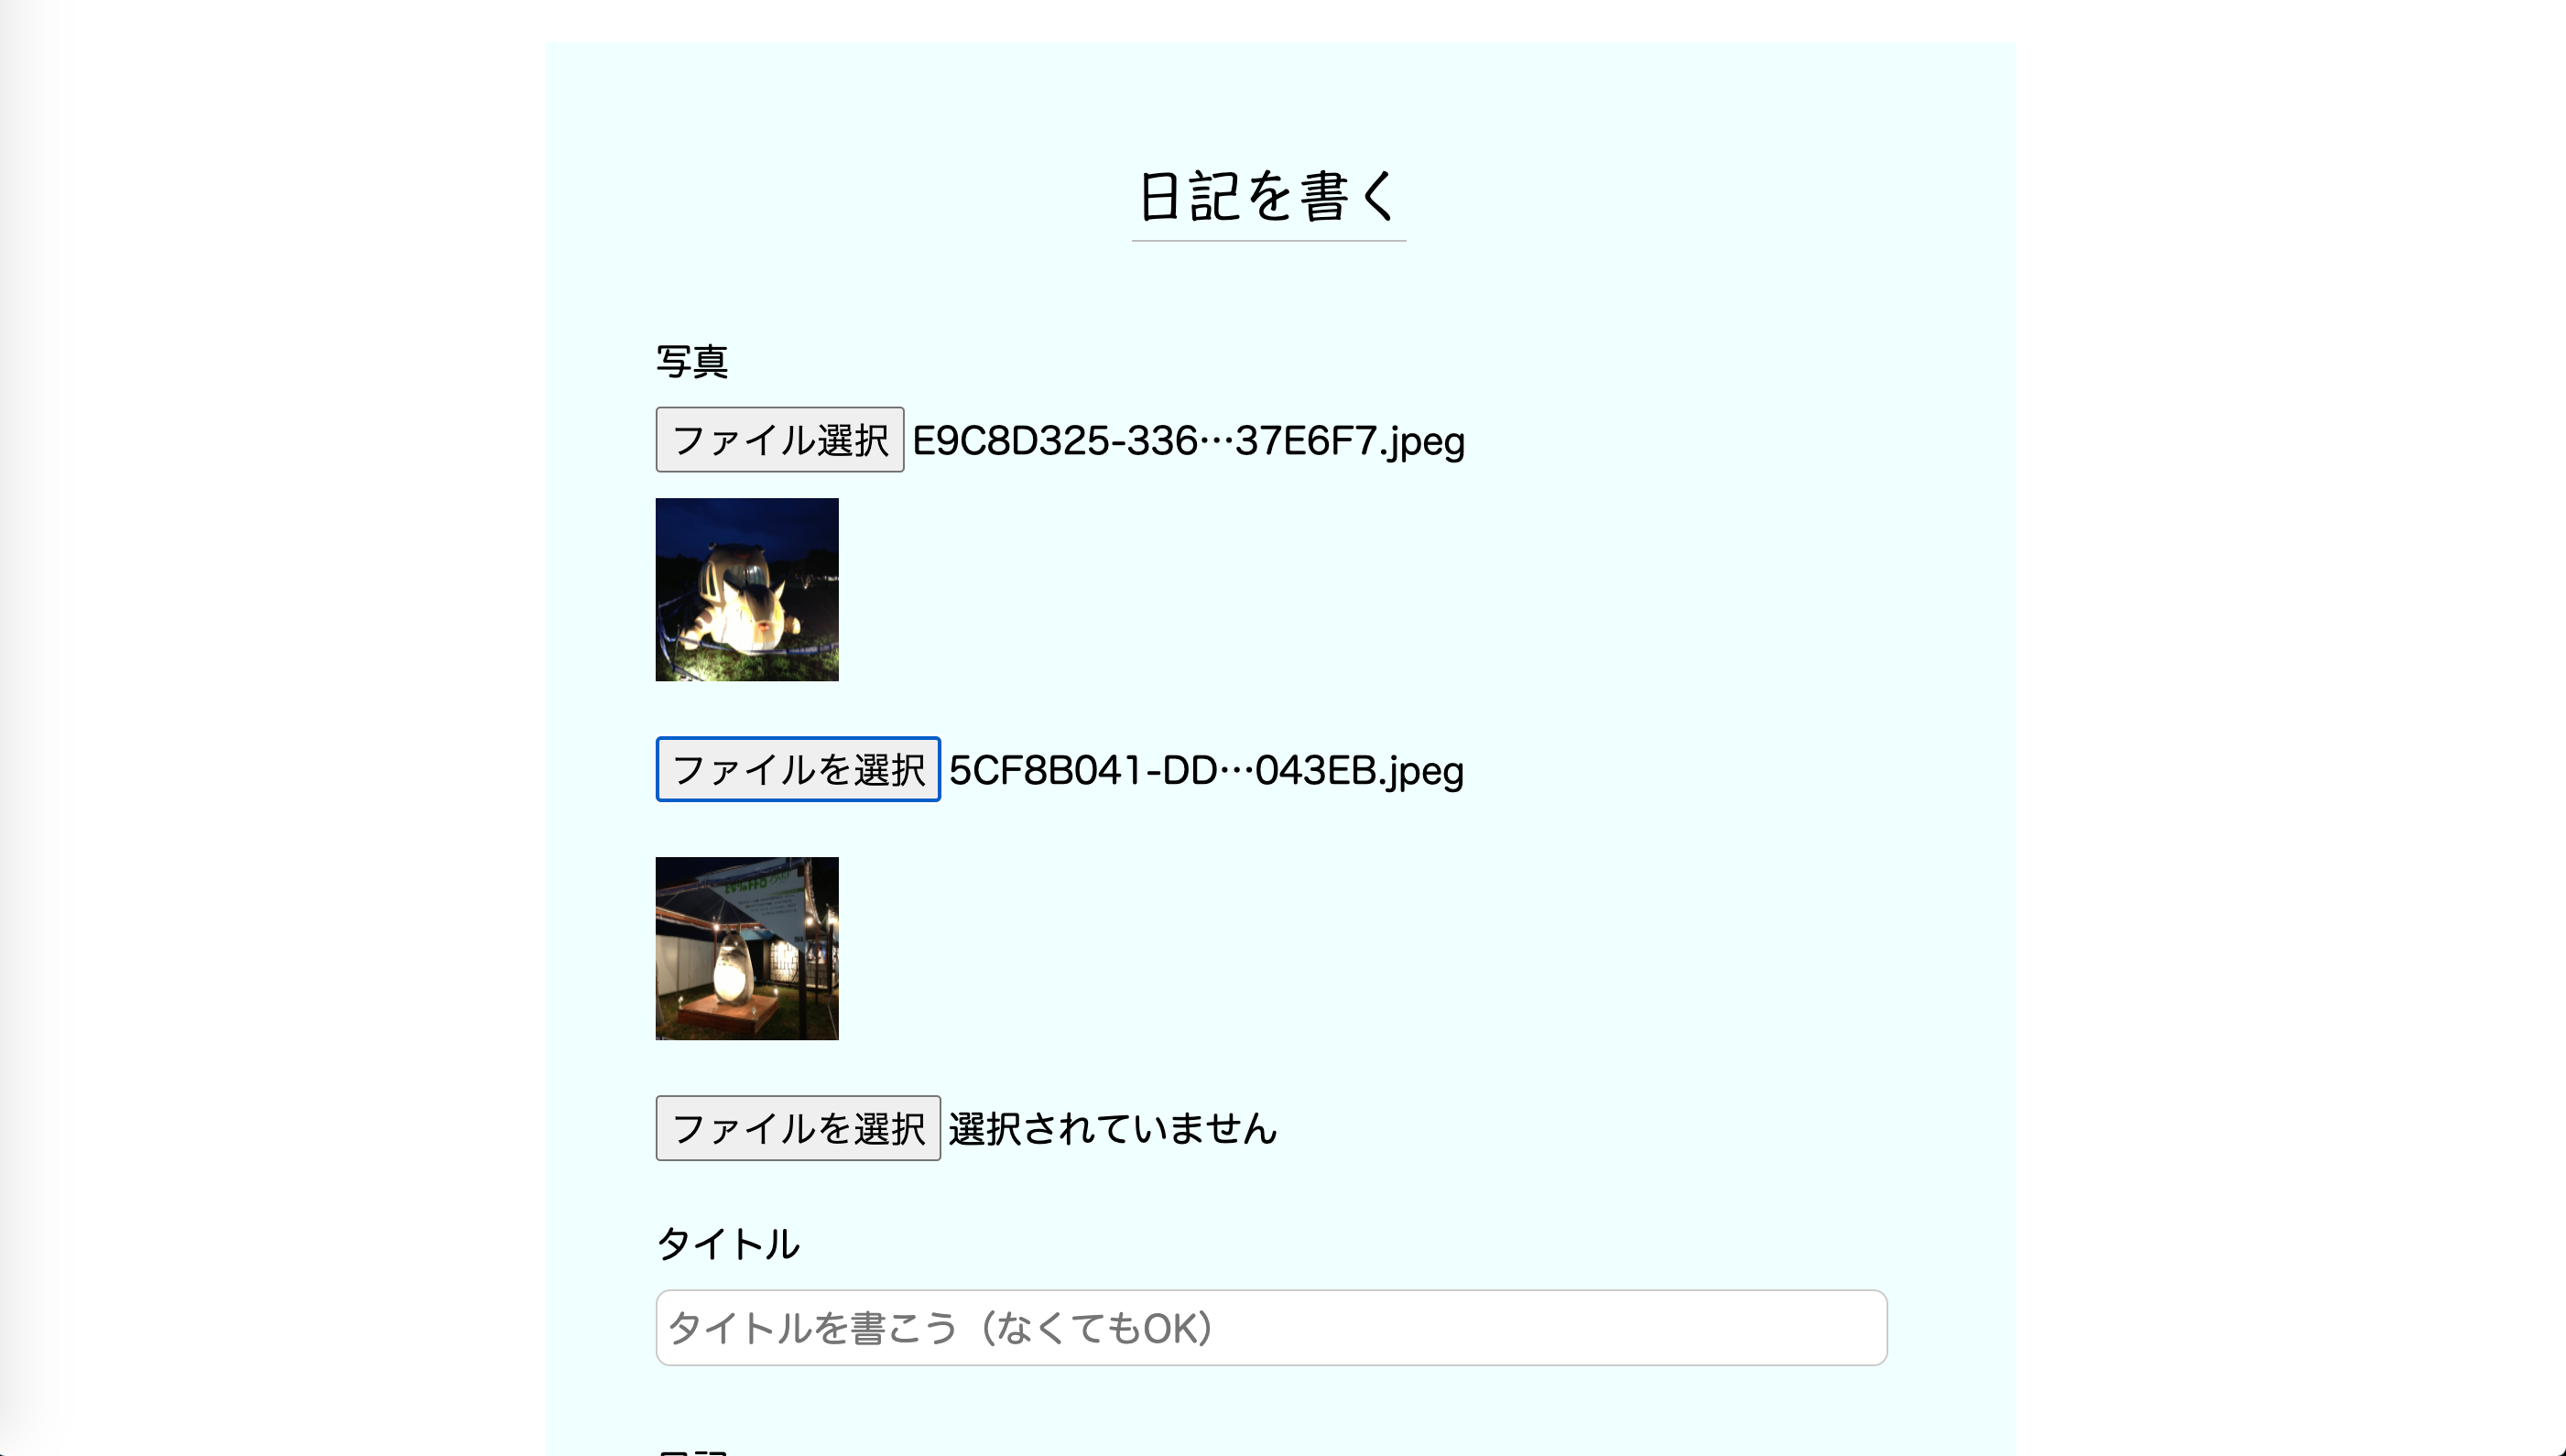 日記を書く
写真
ファイル選択 E9C8D325-336…37E6F7.jpeg
ファイルを選択 5CF8B041-DD…043EB.jpeg
ファイルを選択 選択されていません
タイトル
タイトルを書こう（なくてもOK）